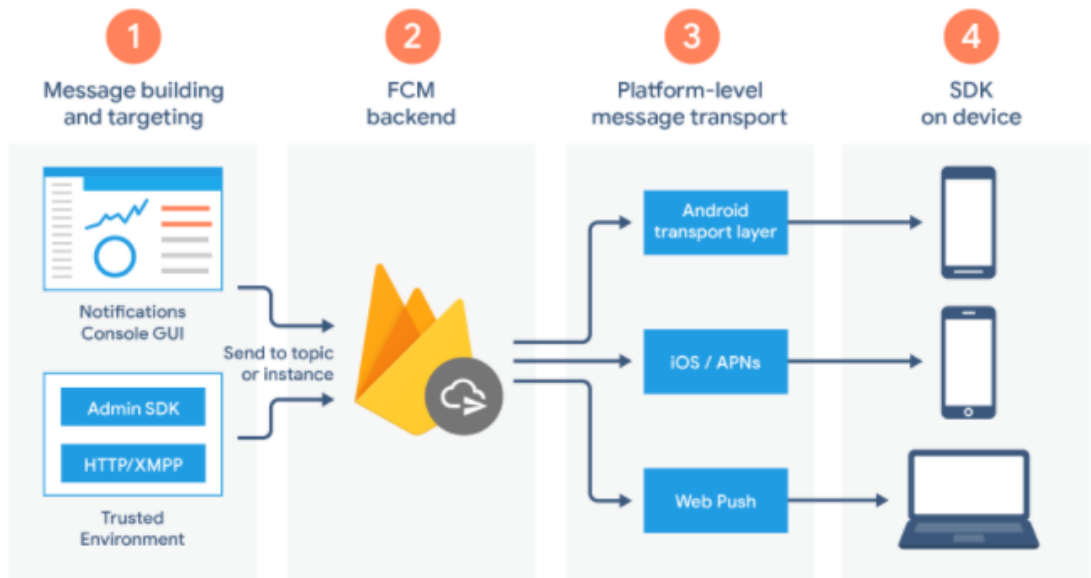 1
Message building
and targeting
2
FCM
backend
3
Platform-level
message transport
4
SDK
on device
Notifications
Console GUI
Send to topic
or instance
Admin SDK
HTTP/XMPP
Trusted
Environment
Android
transport layer
iOS / APNs
Web Push